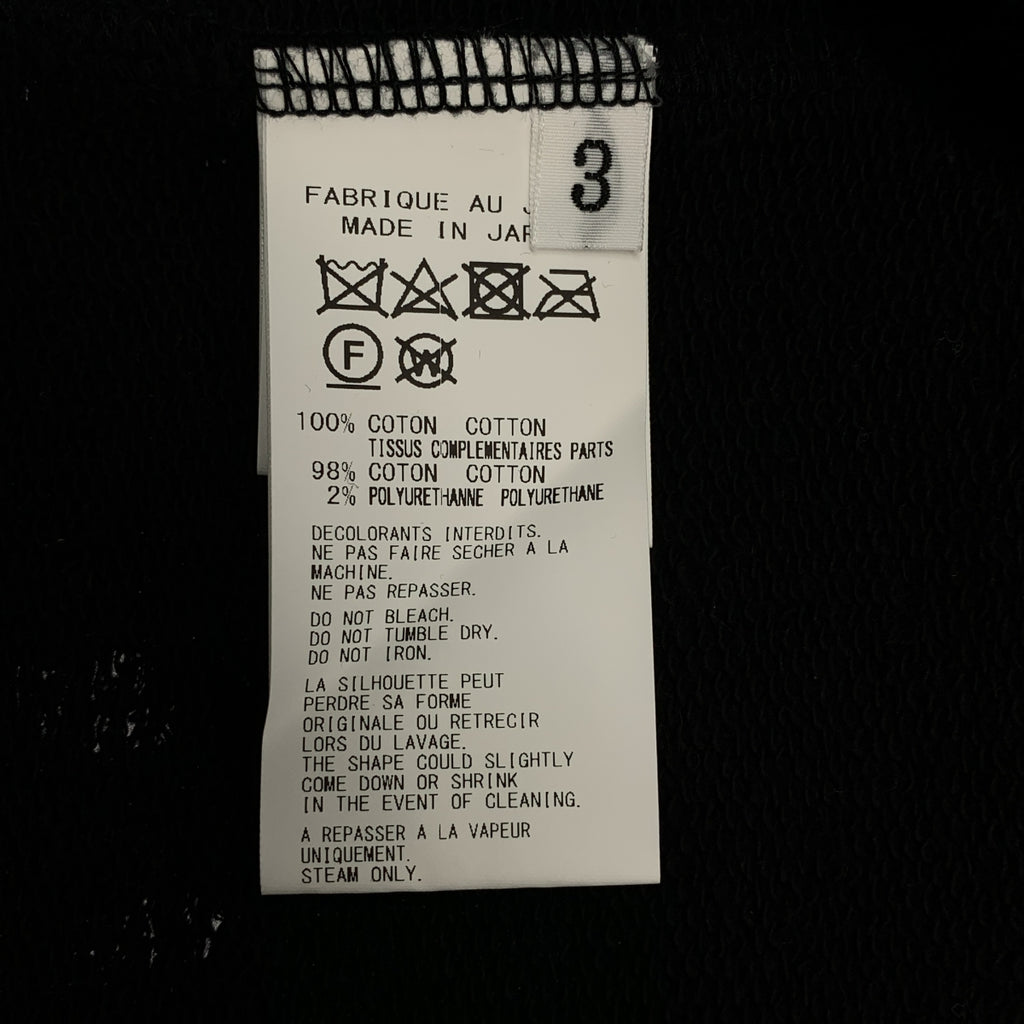 3
FABRIQUE AU
MADE IN
F
W
100% COTON COTTON
TISSUS COMPLEMENTAIRES PARTS
98% COTON COTTON
2% POLYURETHANNE POLYURETHANE
DECOLORANTS INTERDITS.
NE PAS FAIRE SECHER A LA
MACHINE.
NE PAS REPASSER.
DO NOT BLEACH.
DO NOT TUMBLE DRY.
DO NOT IRON.
LA SILHOUETTE PEUT
PERDRE SA FORME
ORIGINALE OU RETRECIR
LORS DU LAVAGE.
THE SHAPE COULD SLIGHTLY
COME DOWN OR SHRINK
IN THE EVENT OF CLEANING.
A REPASSER A LA VAPEUR
UNIQUEMENT.
STEAM ONLY.